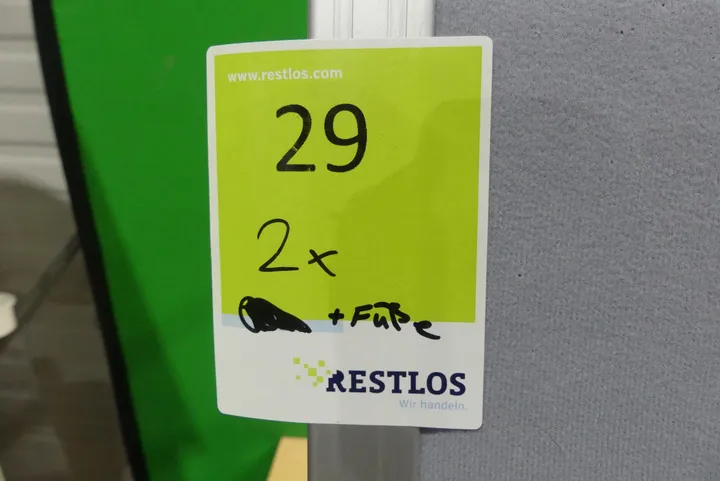 www.restlos.com
29
2x
+Füße
RESTLOS
Wir handeln.